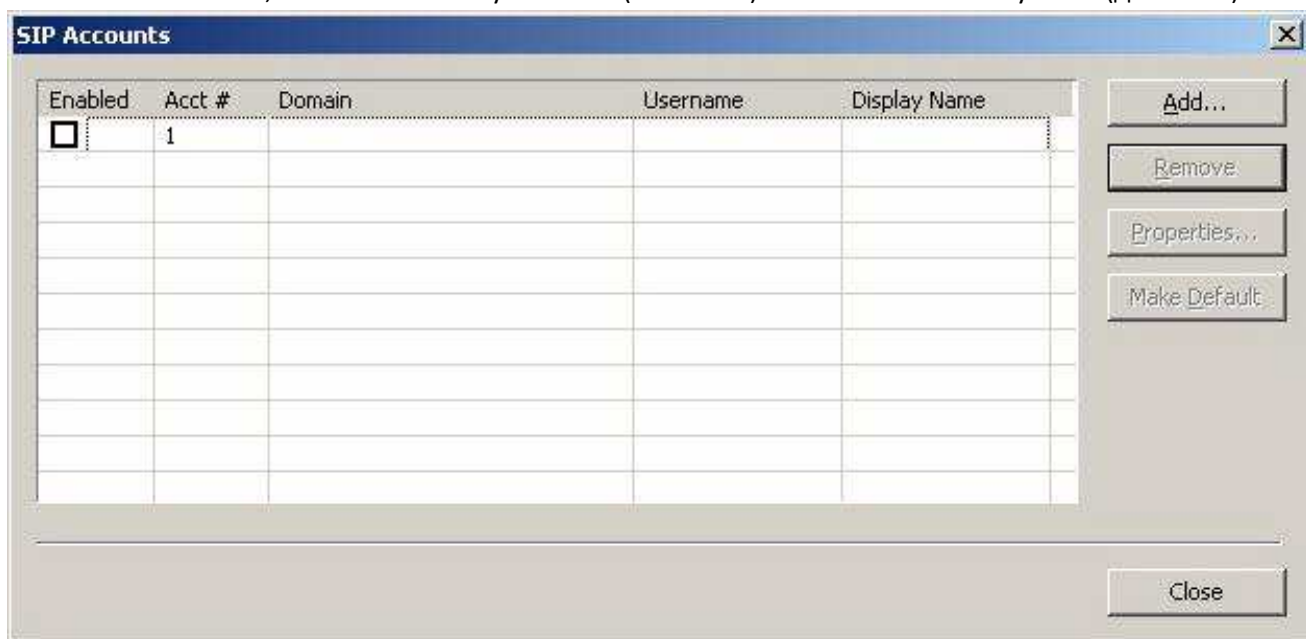 SIP Accounts
Enabled Acct # Domain Username Display Name
1
Add...
Remove
Properties...
Make Default
Close